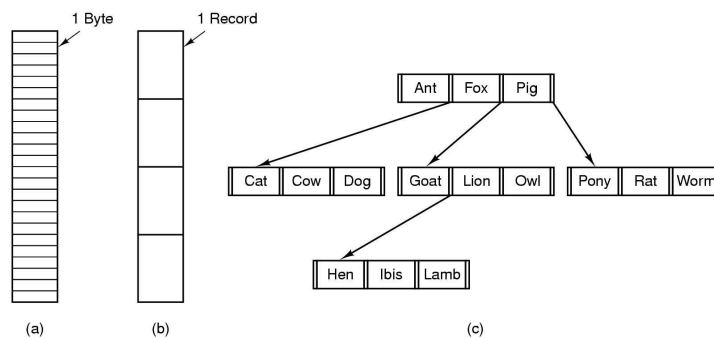 1 Byte
1 Record
Ant Fox Pig
Cat Cow Dog
Goat Lion Owl
Pony Rat Worm
Hen Ibis Lamb
(a)
(b)
(c)